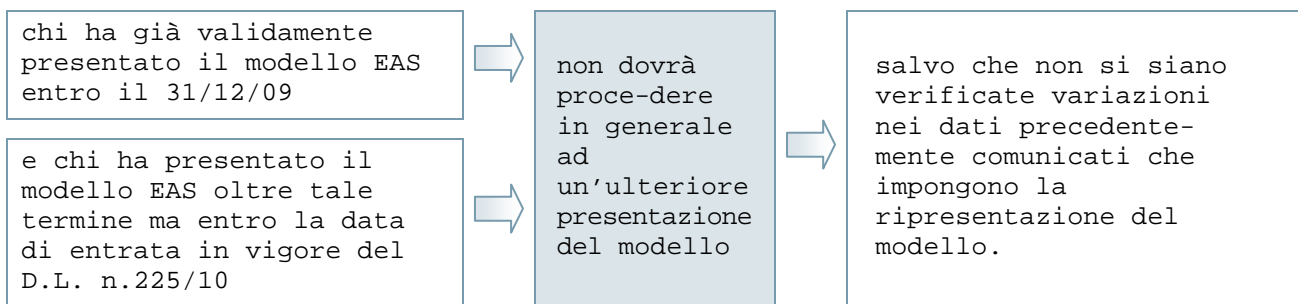 chi ha già validamente
presentato il modello EAS
entro il 31/12/09
e chi ha presentato il
modello EAS oltre tale
termine ma entro la data
di entrata in vigore del
D.L. n.225/10
non dovrà
proce-dere
in generale
ad
un’ulteriore
presentazione
del modello
salvo che non si siano
verificate variazioni
nei dati precedente-
mente comunicati che
impongono la
ripresentazione del
modello.